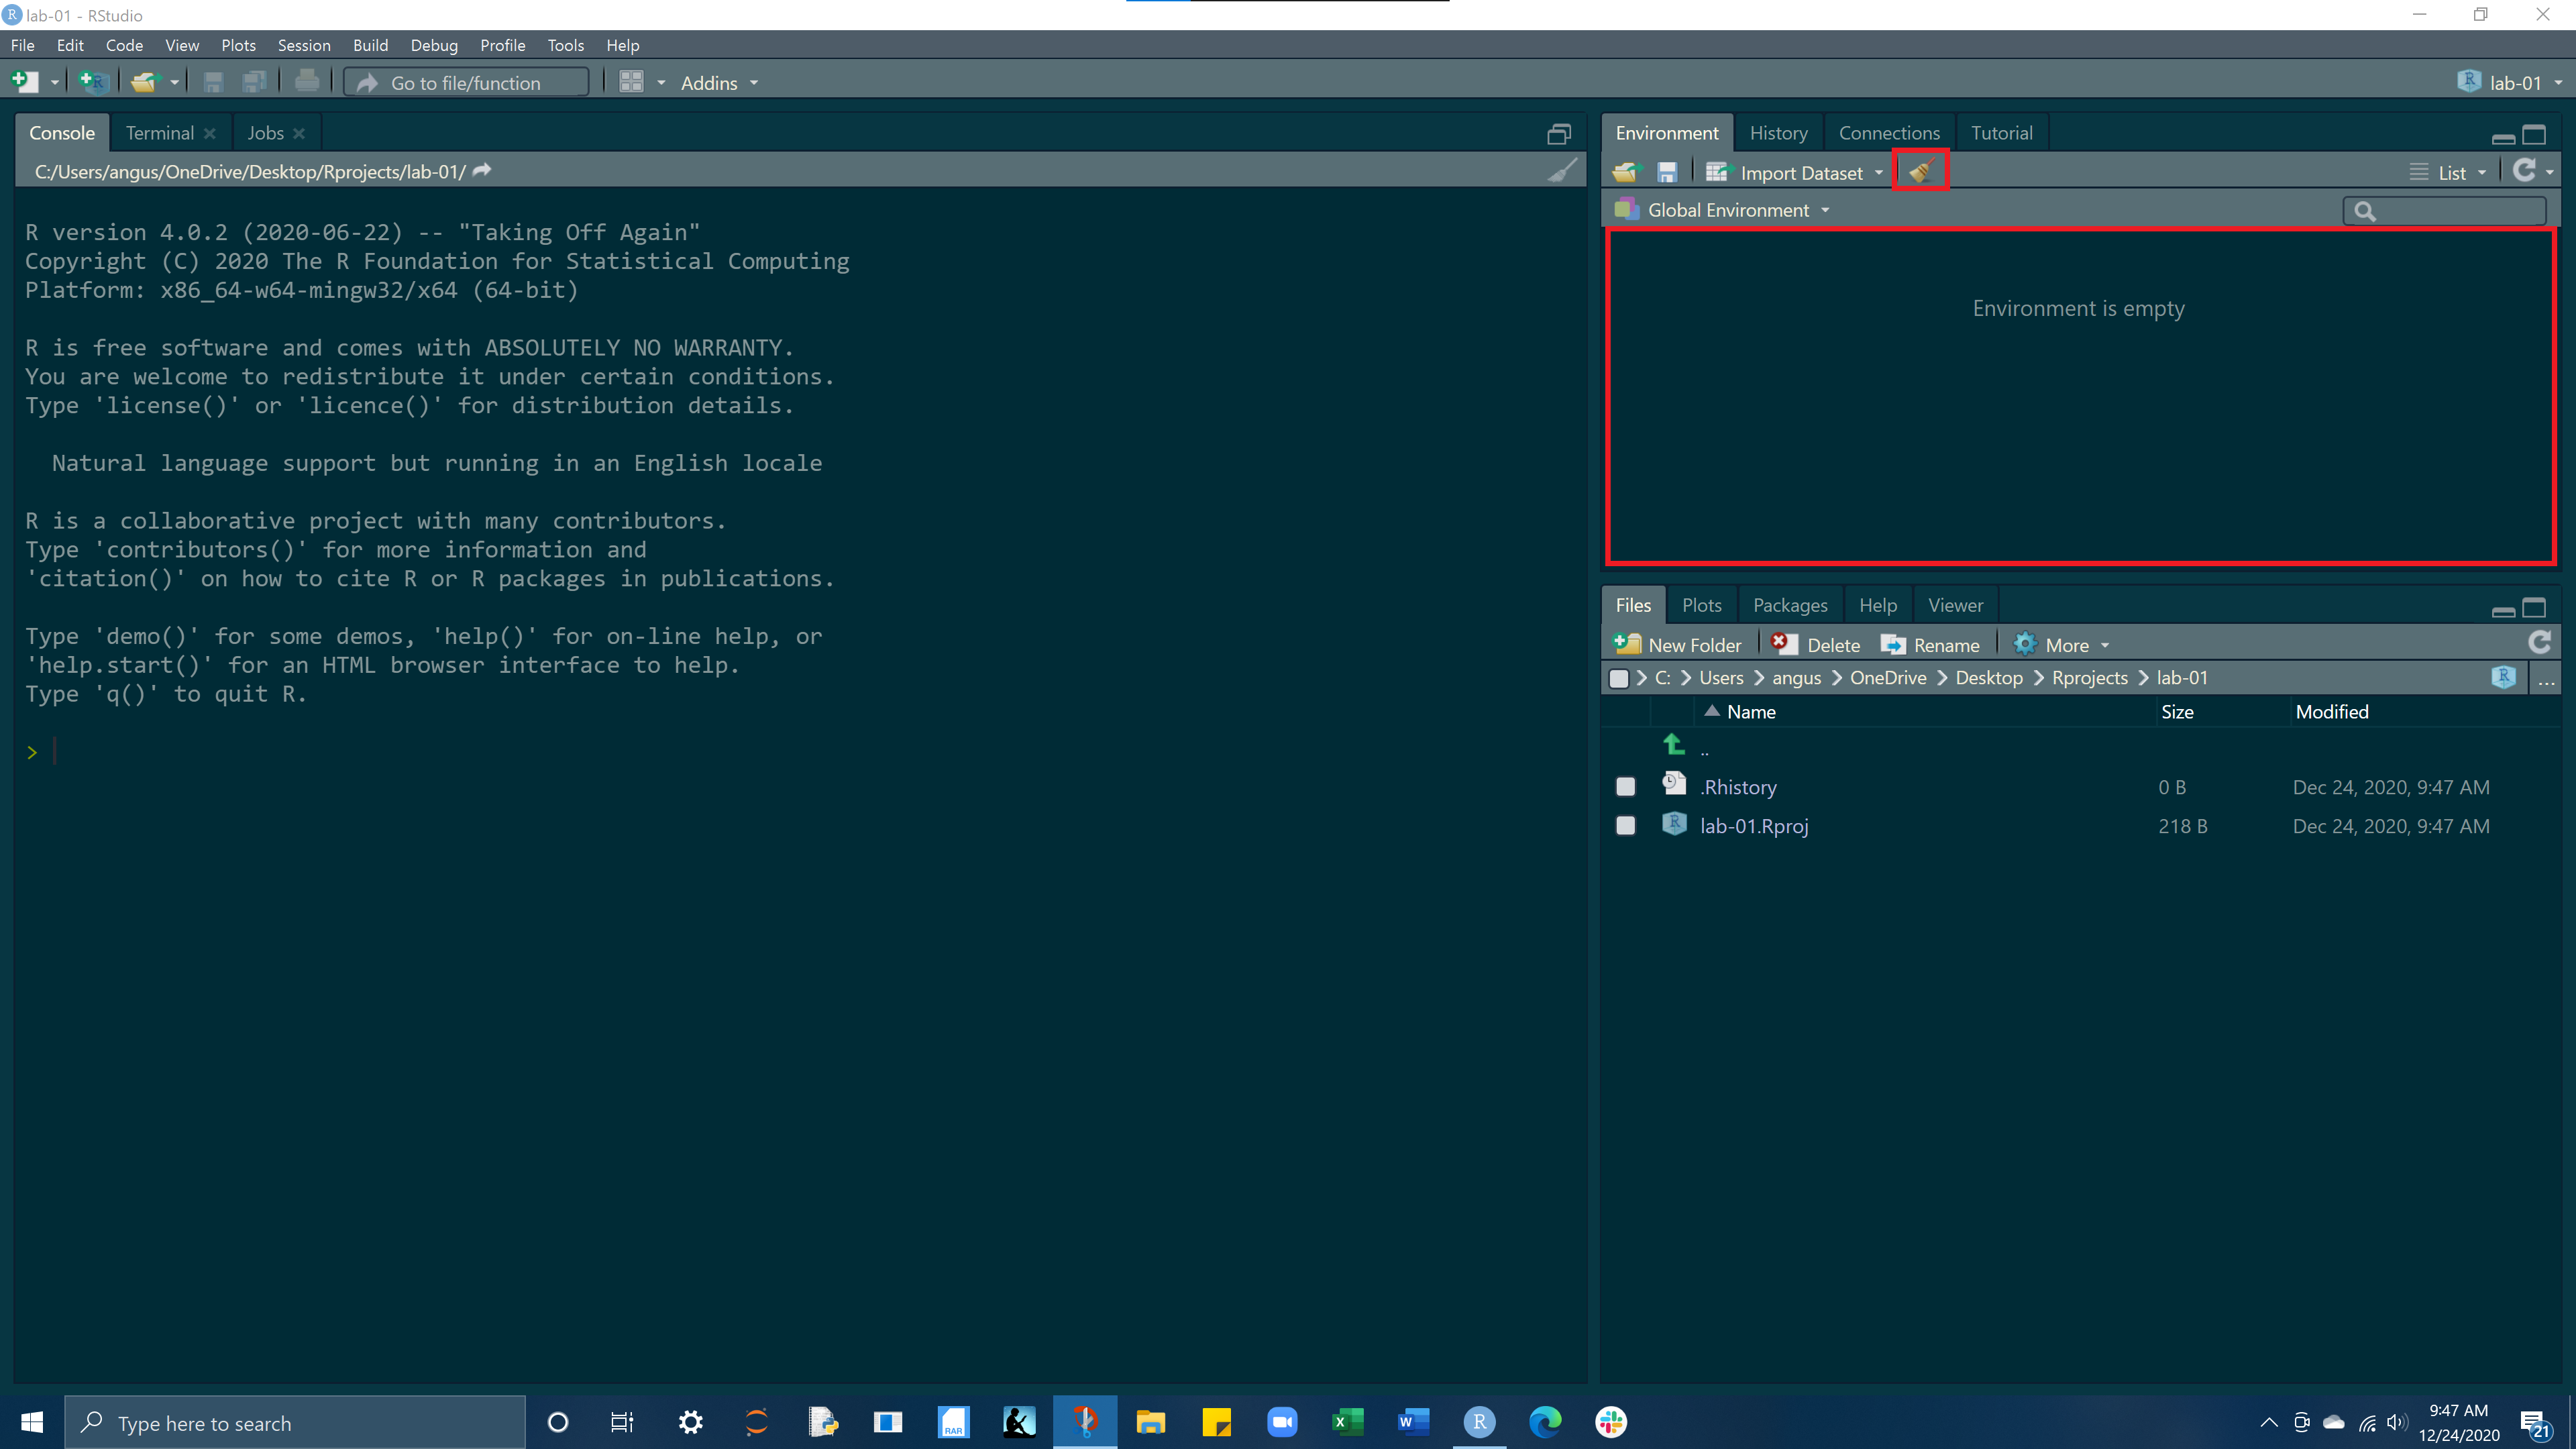 lab-01 - RStudio
File Edit Code View Plots Session Build Debug Profile Tools Help
Go to file/function Addins lab-01
Console Terminal Jobs
C:/Users/angus/OneDrive/Desktop/Rprojects/lab-01/
R version 4.0.2 (2020-06-22) -- "Taking Off Again"
Copyright (C) 2020 The R Foundation for Statistical Computing
Platform: x86_64-w64-mingw32/x64 (64-bit)
R is free software and comes with ABSOLUTELY NO WARRANTY.
You are welcome to redistribute it under certain conditions.
Type 'license()' or 'licence()' for distribution details.
Natural language support but running in an English locale
R is a collaborative project with many contributors.
Type 'contributors()' for more information and
'citation()' on how to cite R or R packages in publications.
Type 'demo()' for some demos, 'help()' for on-line help, or
'help.start()' for an HTML browser interface to help.
Type 'q()' to quit R.
>
Environment History Connections Tutorial
Import Dataset List
Global Environment
Environment is empty
Files Plots Packages Help Viewer
New Folder Delete Rename More
C: Users angus OneDrive Desktop Rprojects lab-01 ...
Name Size Modified
..
.Rhistory 0 B Dec 24, 2020, 9:47 AM
lab-01.Rproj 218 B Dec 24, 2020, 9:47 AM
Type here to search
RAR
9:47 AM
12/24/2020
21